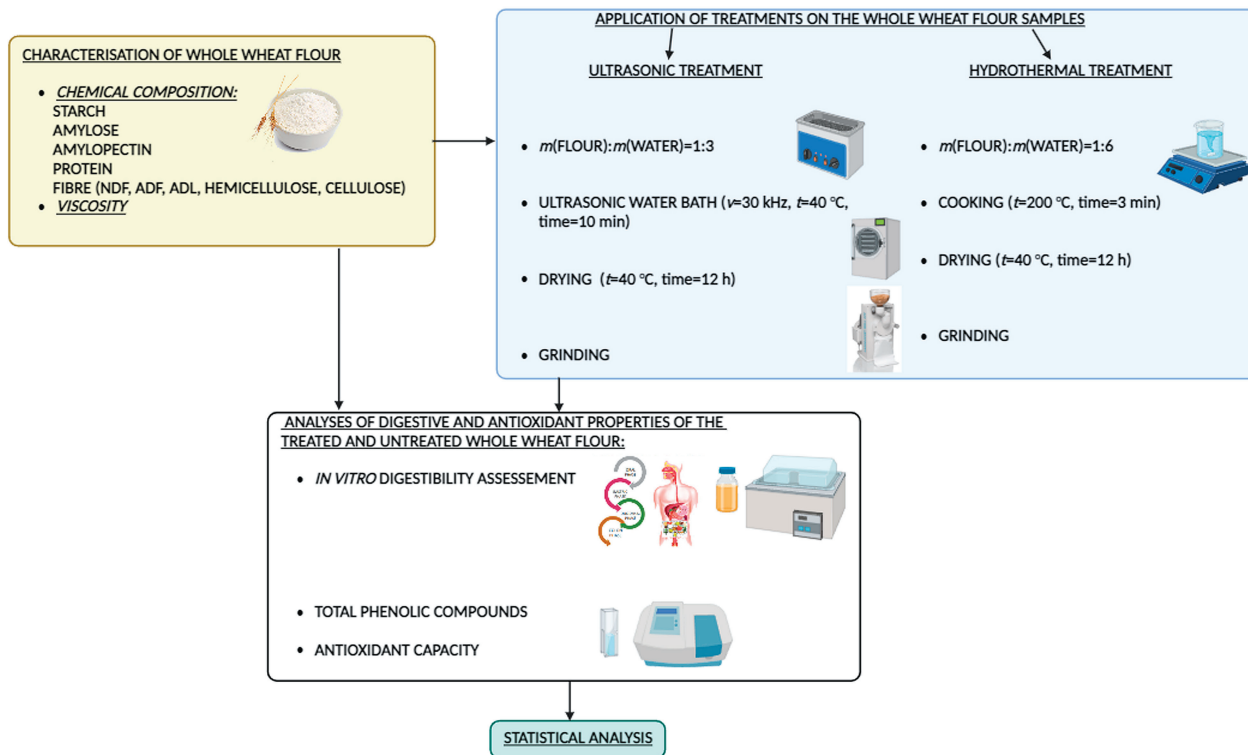 CHARACTERISATION OF WHOLE WHEAT FLOUR
• CHEMICAL COMPOSITION:
STARCH
AMYLOSE
AMYLOPECTIN
PROTEIN
FIBRE (NDF, ADF, ADL, HEMICELLULOSE, CELLULOSE)
• VISCOSITY
APPLICATION OF TREATMENTS ON THE WHOLE WHEAT FLOUR SAMPLES
ULTRASONIC TREATMENT
• m(FLOUR):m(WATER)=1:3
• ULTRASONIC WATER BATH (ν=30 kHz, t=40 °C,
time=10 min)
• DRYING (t=40 °C, time=12 h)
• GRINDING
HYDROTHERMAL TREATMENT
• m(FLOUR):m(WATER)=1:6
• COOKING (t=200 °C, time=3 min)
• DRYING (t=40 °C, time=12 h)
• GRINDING
ANALYSES OF DIGESTIVE AND ANTIOXIDANT PROPERTIES OF THE
TREATED AND UNTREATED WHOLE WHEAT FLOUR:
• IN VITRO DIGESTIBILITY ASSESSEMENT
• TOTAL PHENOLIC COMPOUNDS
• ANTIOXIDANT CAPACITY
STATISTICAL ANALYSIS